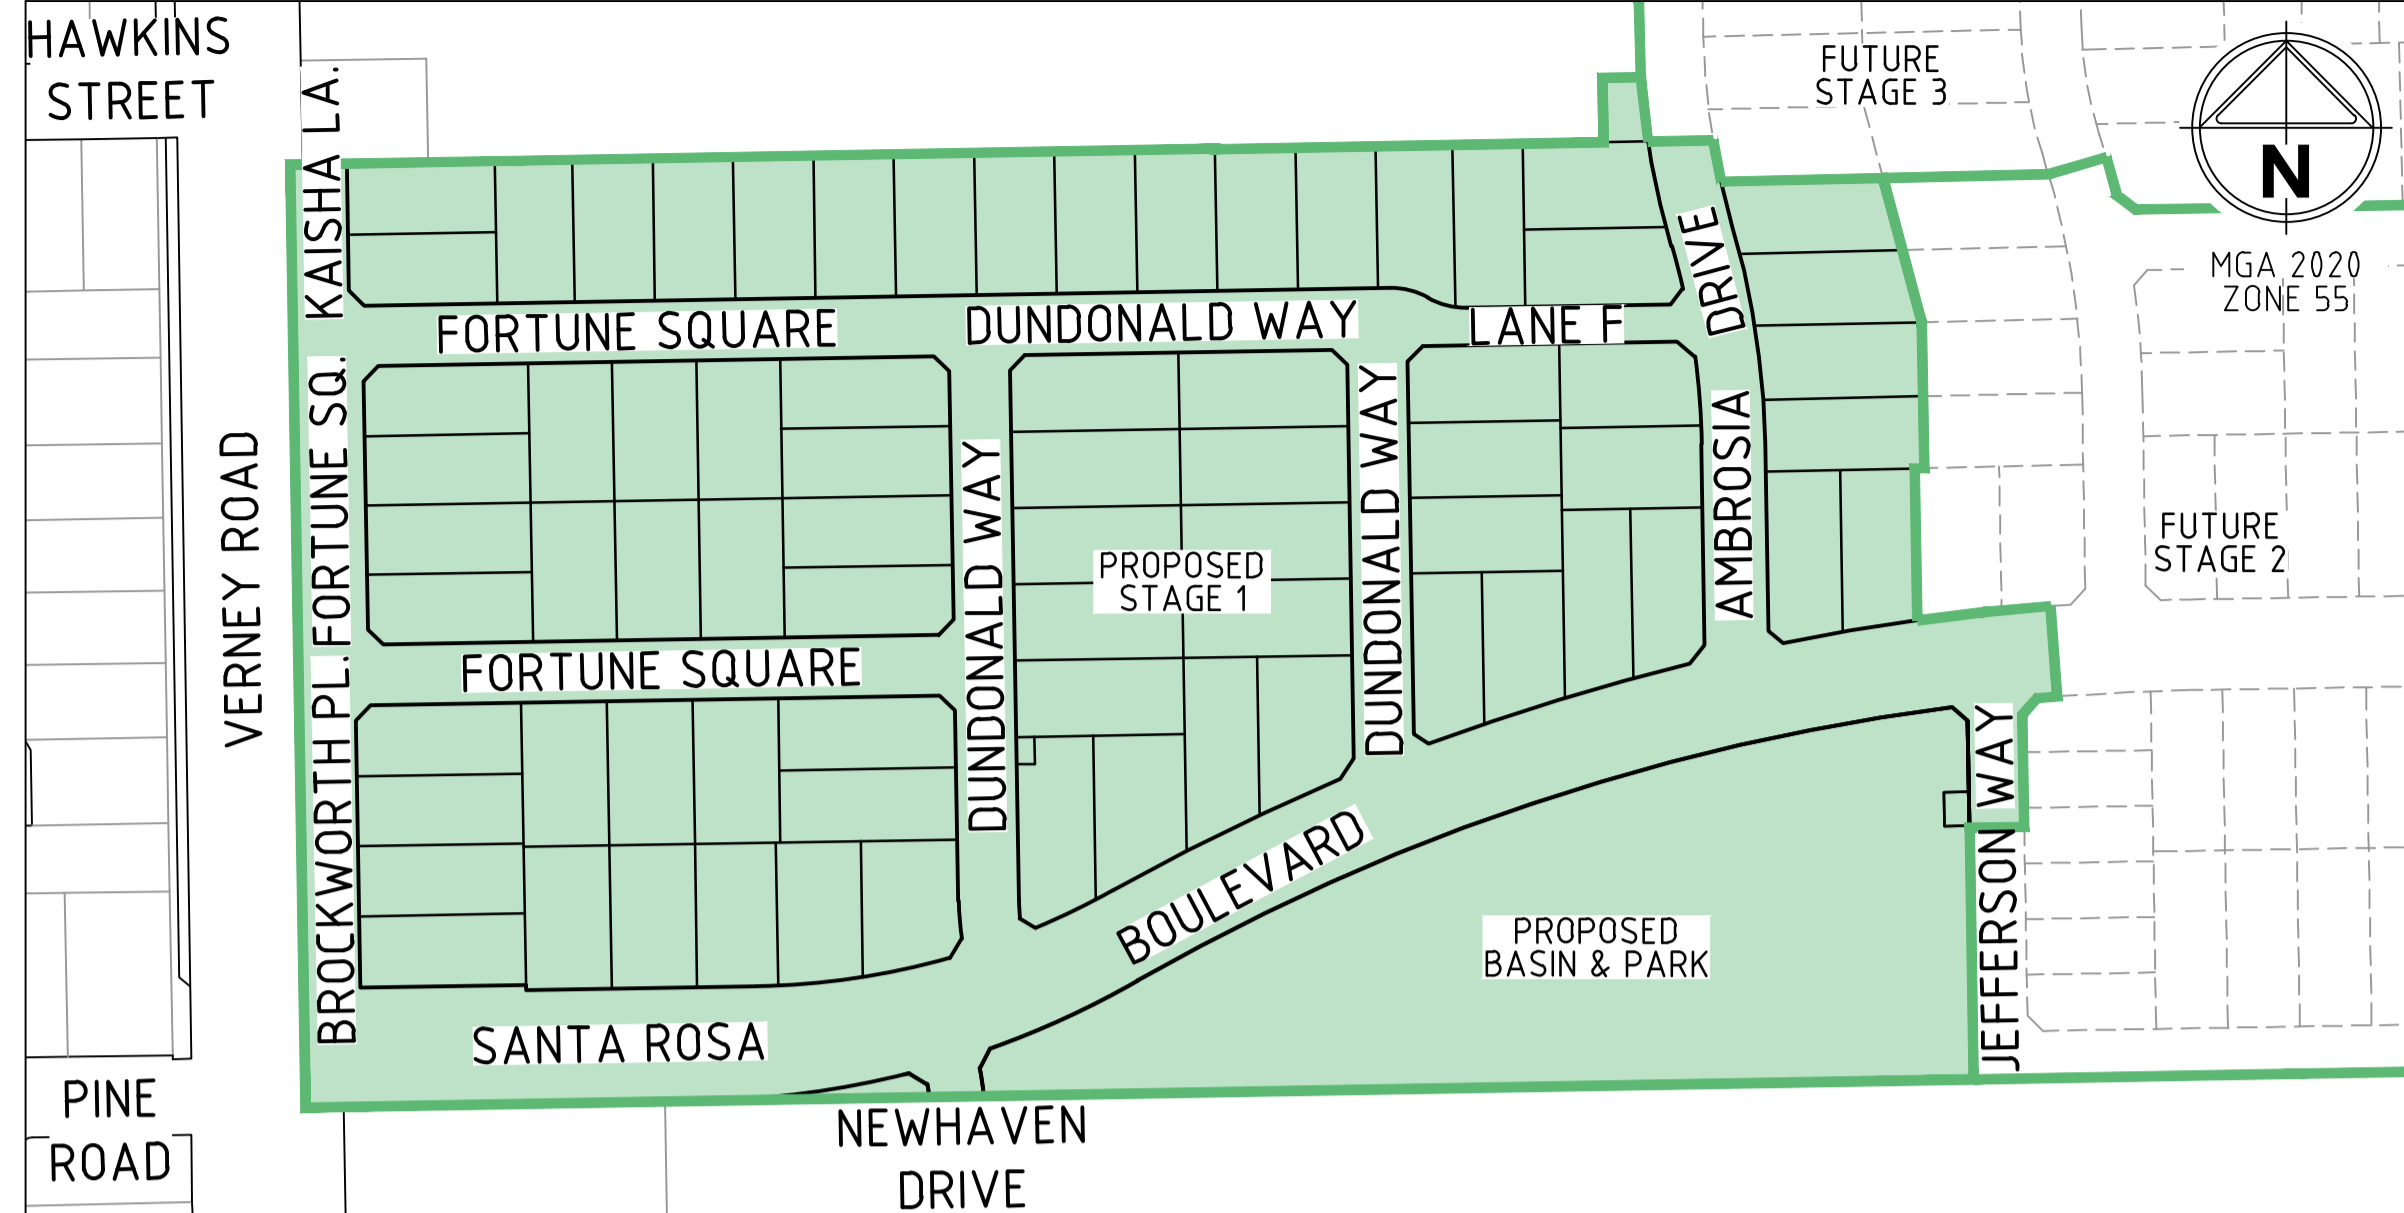 HAWKINS
STREET
KAISHA LA.
FUTURE
STAGE 3
N
MGA 2020
ZONE 55
DRIVE
FORTUNE SQUARE
DUNDONALD WAY
LANE F
VERNEY ROAD
FORTUNE SQ.
DUNDONALD WAY
DUNDONALD WAY
AMBROSIA
PROPOSED
STAGE 1
FUTURE
STAGE 2
FORTUNE SQUARE
BROCKWORTH PL.
BOULEVARD
JEFFERSON WAY
PROPOSED
BASIN & PARK
SANTA ROSA
PINE
ROAD
NEWHAVEN
DRIVE